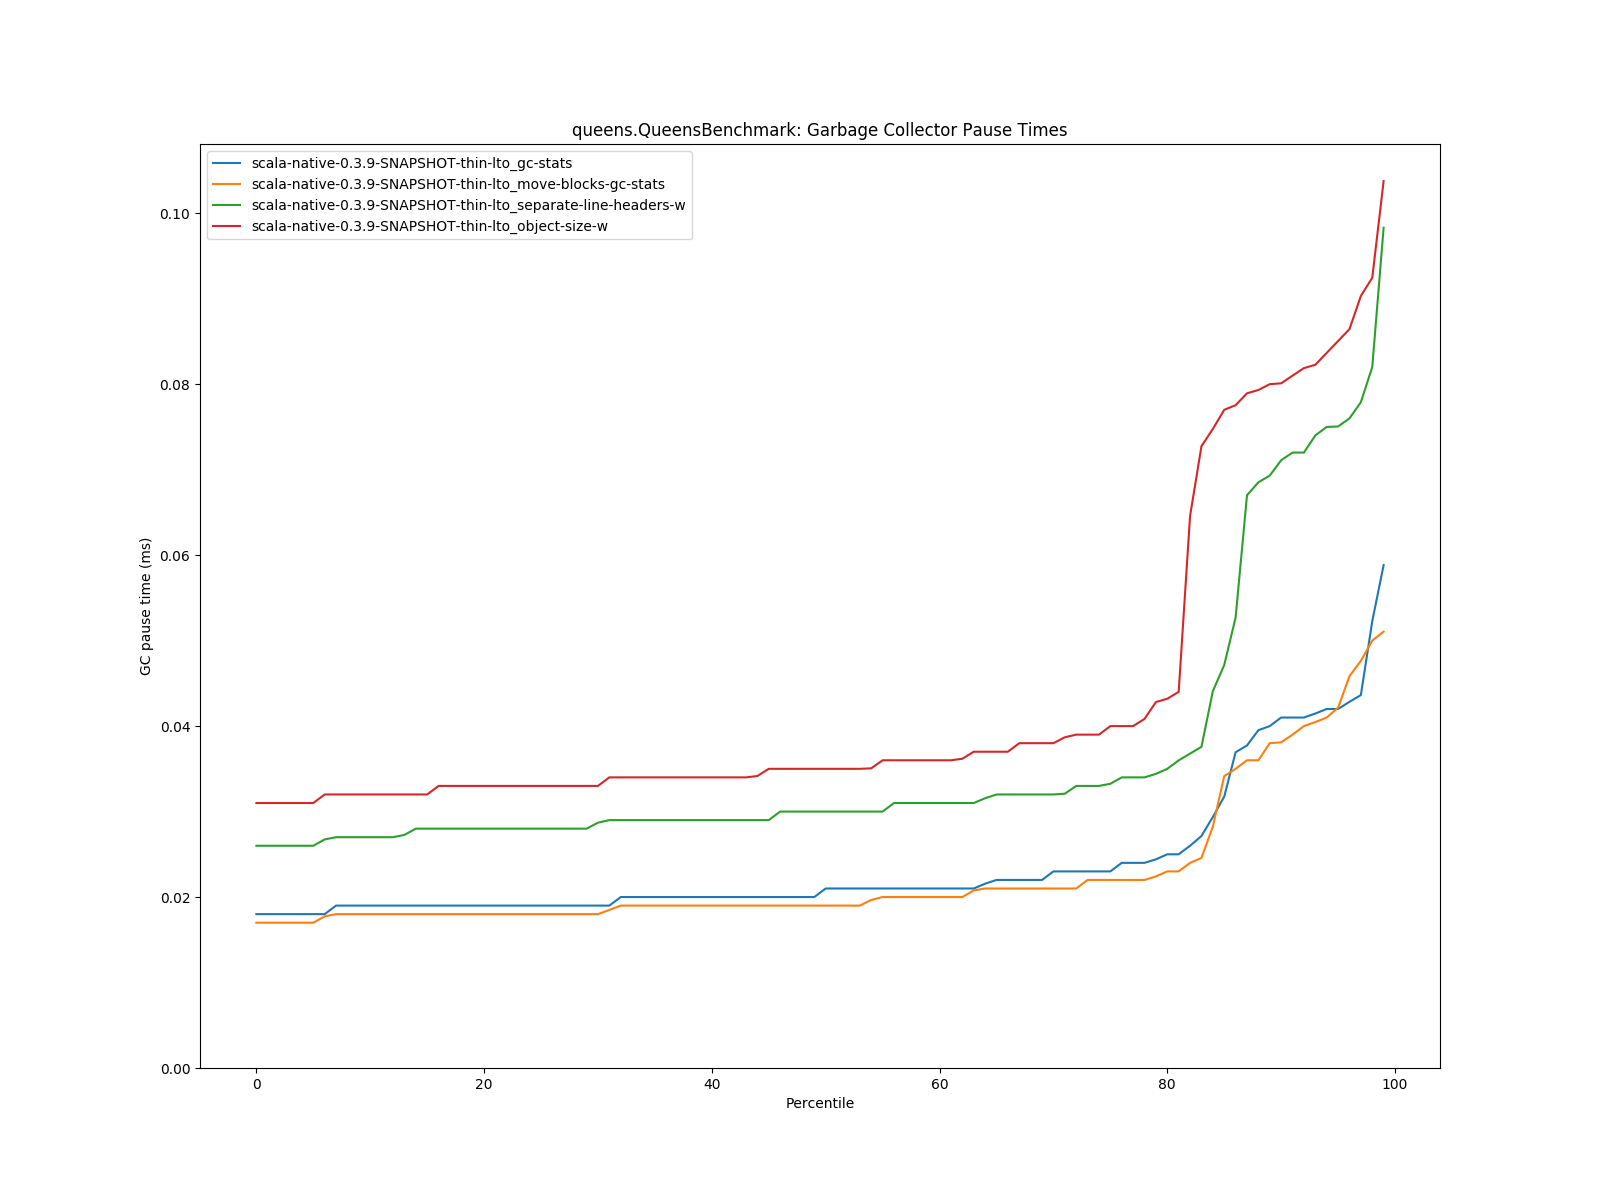 queens.QueensBenchmark: Garbage Collector Pause Times
scala-native-0.3.9-SNAPSHOT-thin-lto_gc-stats
scala-native-0.3.9-SNAPSHOT-thin-lto_move-blocks-gc-stats
scala-native-0.3.9-SNAPSHOT-thin-lto_separate-line-headers-w
scala-native-0.3.9-SNAPSHOT-thin-lto_object-size-w
0.10
0.08
0.06
0.04
0.02
0.00
GC pause time (ms)
0 20 40 60 80 100
Percentile